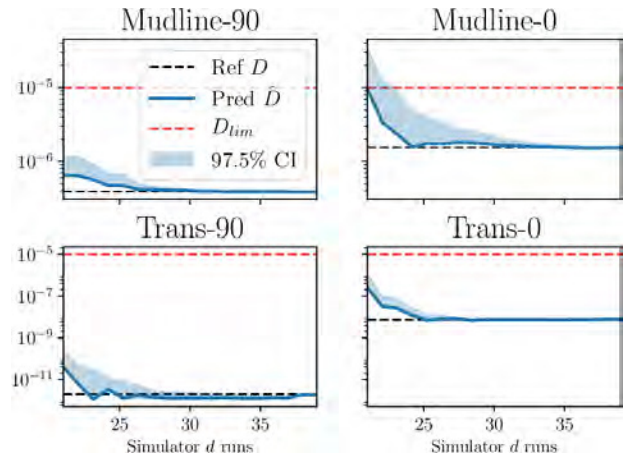 Mudline-90
Mudline-0
10⁻⁵
10⁻⁶
Ref D
Pred D̂
D_lim
97.5% CI
10⁻⁵
10⁻⁶
Trans-90
Trans-0
10⁻⁵
10⁻⁷
10⁻⁹
10⁻¹¹
10⁻⁵
10⁻⁷
10⁻⁹
10⁻¹¹
25 30 35
25 30 35
Simulator d runs
Simulator d runs